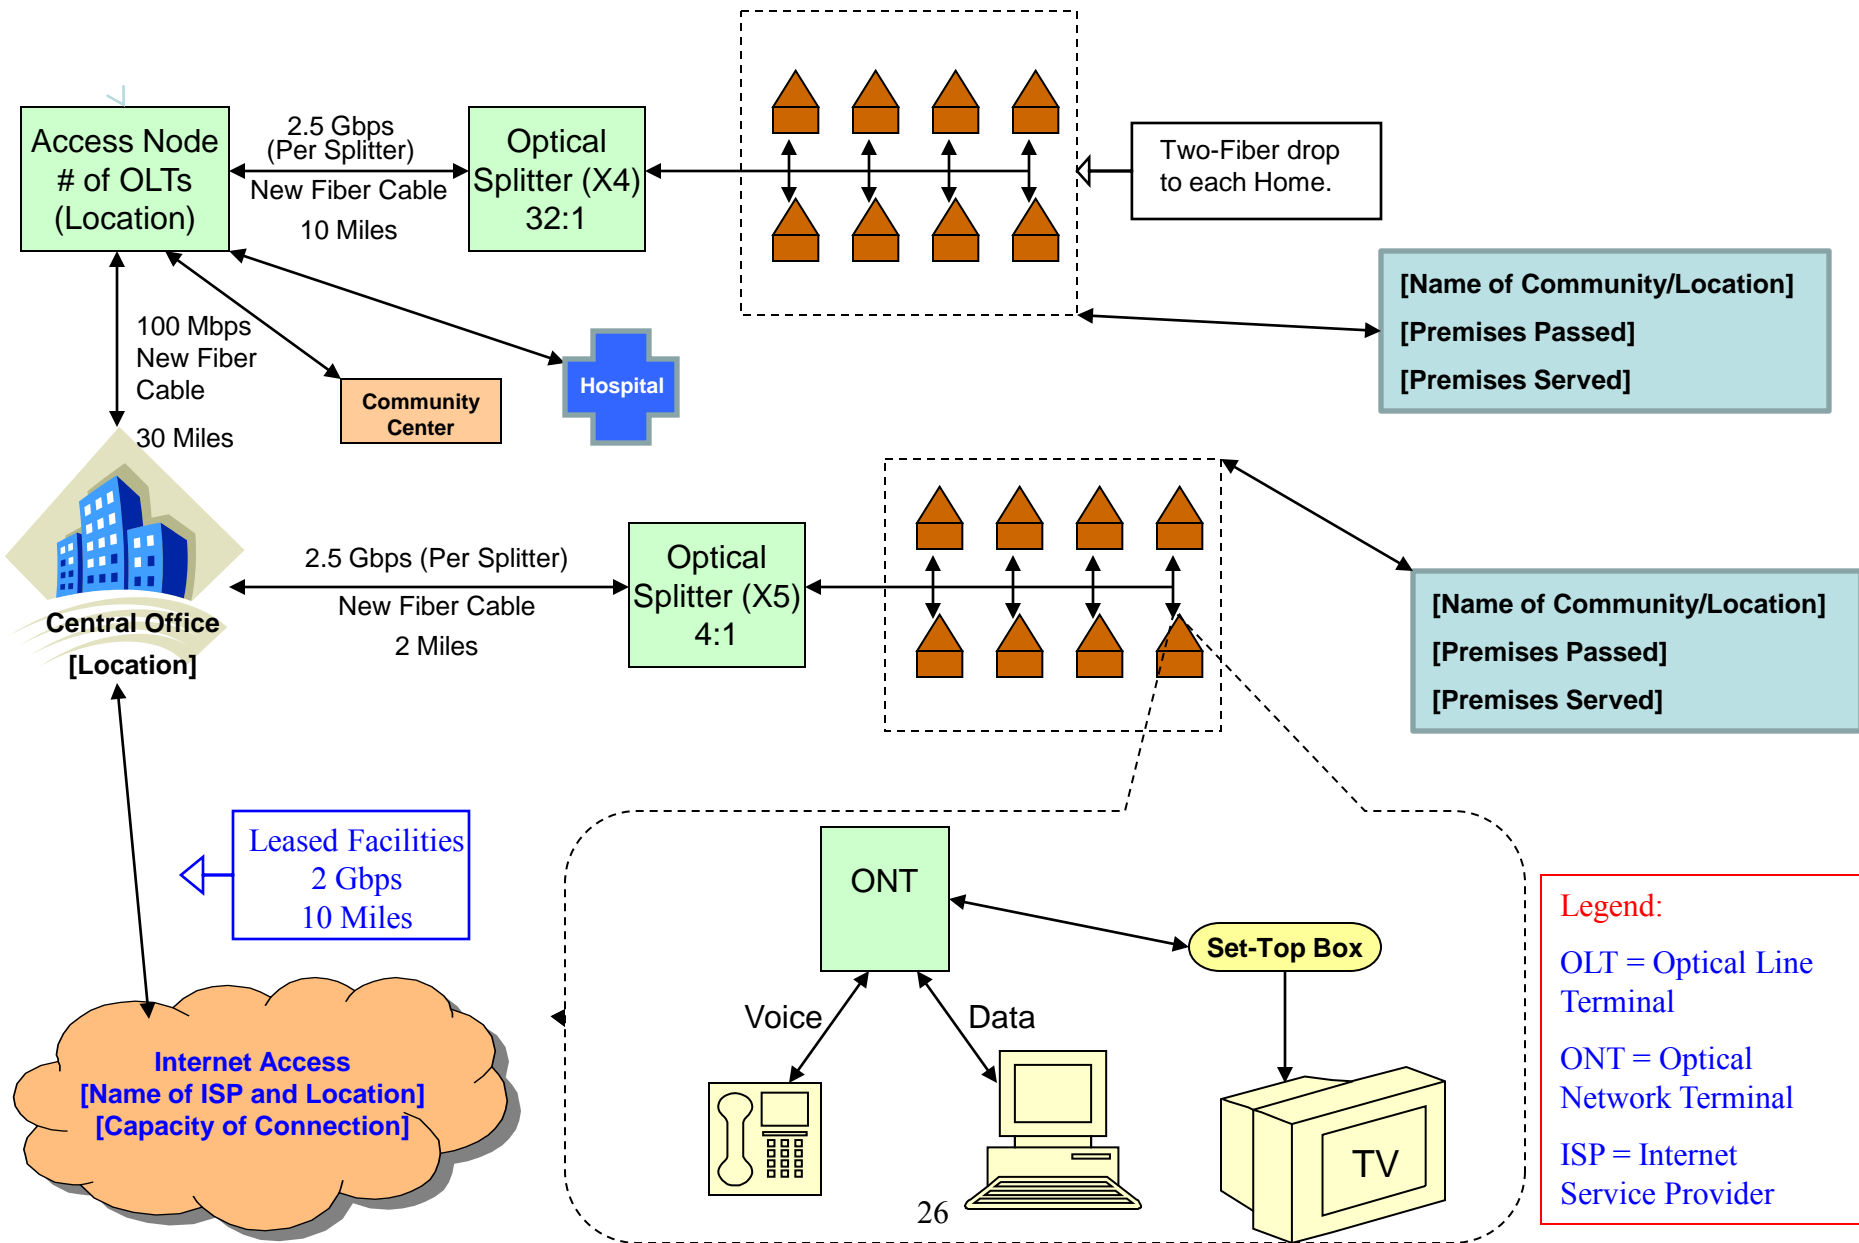 Access Node
# of OLTs
(Location)
2.5 Gbps
(Per Splitter)
New Fiber Cable
10 Miles
Optical
Splitter (X4)
32:1
Two-Fiber drop
to each Home.
[Name of Community/Location]
[Premises Passed]
[Premises Served]
100 Mbps
New Fiber
Cable
30 Miles
Community
Center
Hospital
Central Office
[Location]
2.5 Gbps (Per Splitter)
New Fiber Cable
2 Miles
Optical
Splitter (X5)
4:1
[Name of Community/Location]
[Premises Passed]
[Premises Served]
Leased Facilities
2 Gbps
10 Miles
Internet Access
[Name of ISP and Location]
[Capacity of Connection]
ONT
Set-Top Box
Voice
Data
TV
26
Legend:
OLT = Optical Line
Terminal
ONT = Optical
Network Terminal
ISP = Internet
Service Provider